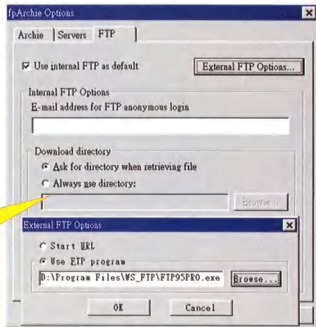 fpArchie Options
Archie Servers FTP
Use internal FTP as default
External FTP Options...
Internal FTP Options
E-mail address for FTP anonymous login
Download directory
Ask for directory when retrieving file
Always use directory:
Browse...
External FTP Options
Start URL
Use FTP program
D:\Program Files\WS_FTP\FTP95PRO.exe
Browse...
OK Cancel